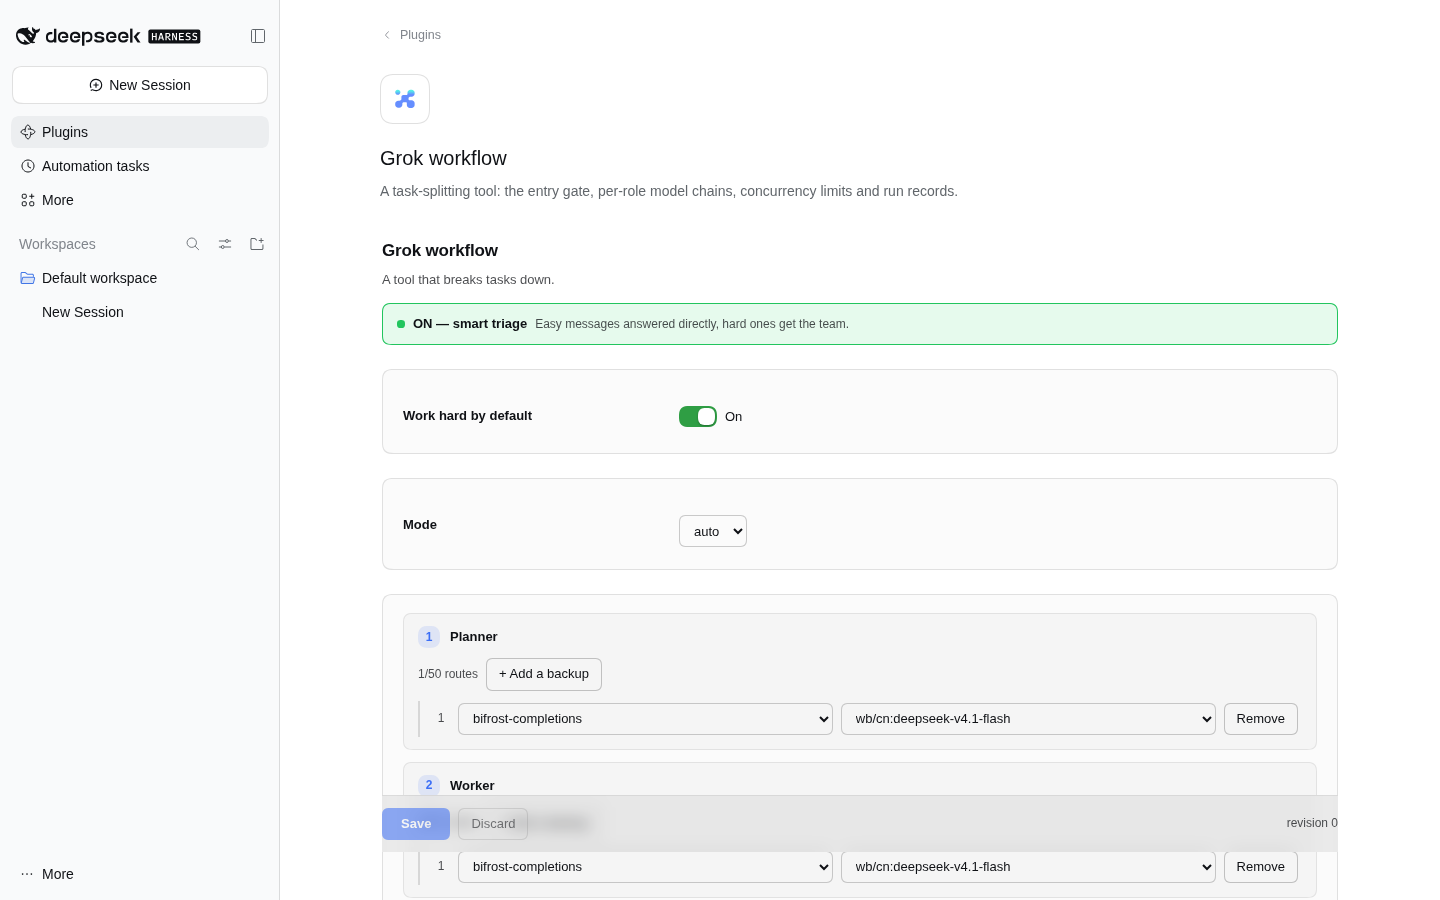 deepseek HARNESS
New Session
Plugins
Automation tasks
More
Workspaces
Default workspace
New Session
More
Plugins
Grok workflow
A task-splitting tool: the entry gate, per-role model chains, concurrency limits and run records.
Grok workflow
A tool that breaks tasks down.
ON — smart triage Easy messages answered directly, hard ones get the team.
Work hard by default On
Mode auto
1 Planner
1/50 routes + Add a backup
1 bifrost-completions wb/cn:deepseek-v4.1-flash Remove
2 Worker
Save Discard revision 0
1 bifrost-completions wb/cn:deepseek-v4.1-flash Remove